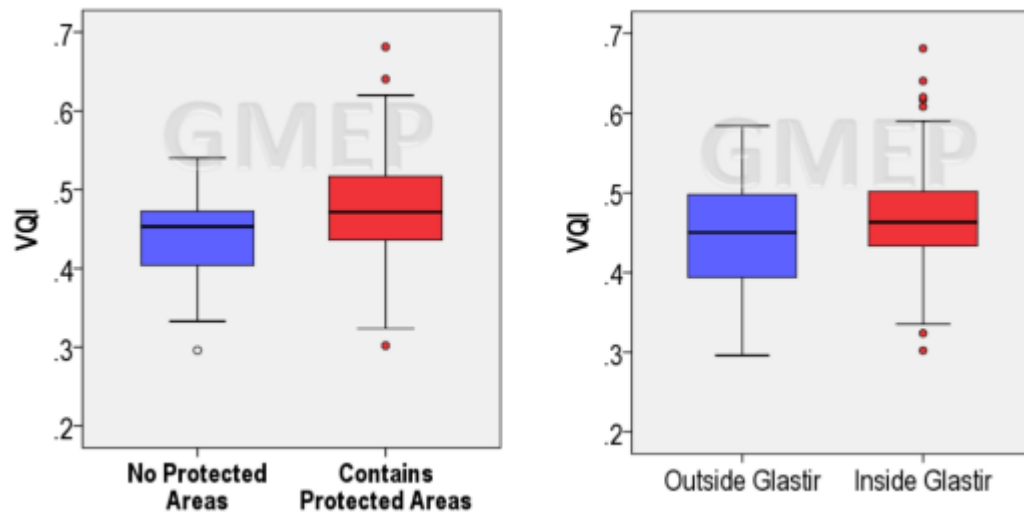 .7
.6
.5
.4
.3
.2
VQI
GMEP
No Protected
Areas
Contains
Protected Areas
.7
.6
.5
.4
.3
.2
VQI
GMEP
Outside Glastir
Inside Glastir